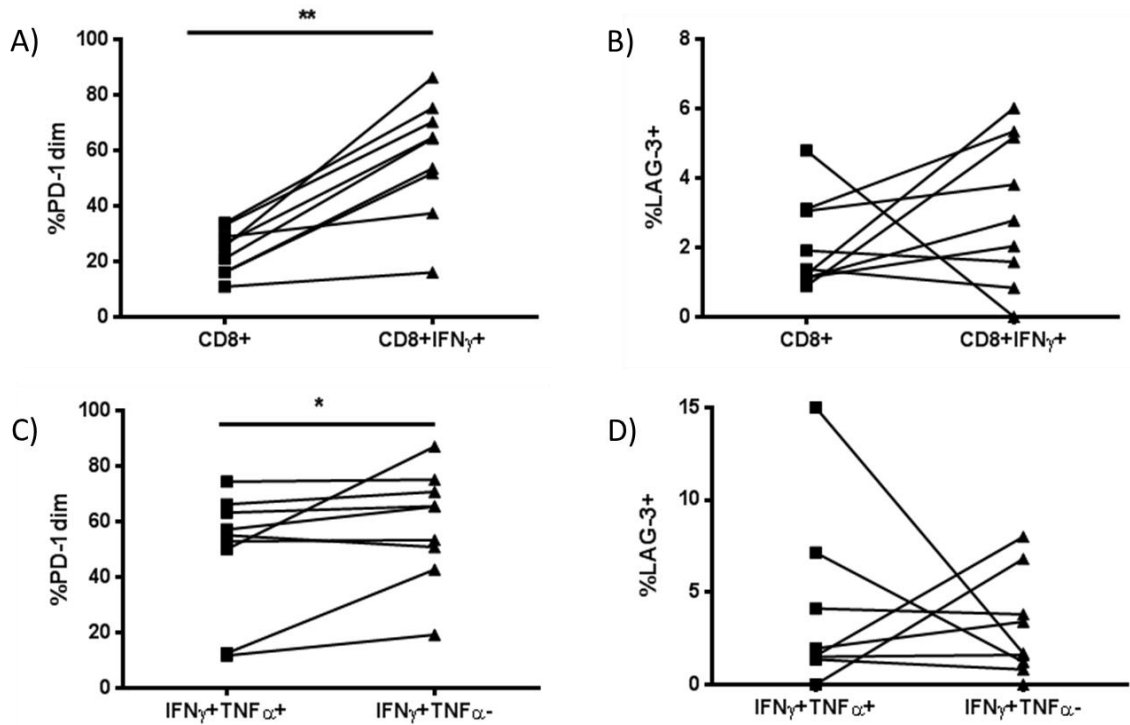 A)
**
%PD-1 dim
100
80
60
40
20
0
CD8+ CD8+IFNγ+
B)
%LAG-3+
8
6
4
2
0
CD8+ CD8+IFNγ+
C)
*
%PD-1 dim
100
80
60
40
20
0
IFNγ+TNFα+ IFNγ+TNFα-
D)
%LAG-3+
15
10
5
0
IFNγ+TNFα+ IFNγ+TNFα-